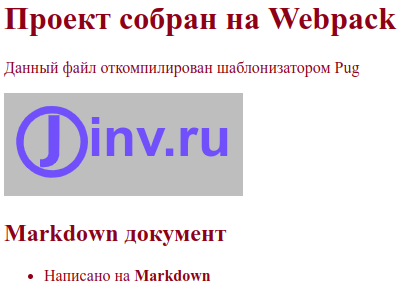 Проект собран на Webpack
Данный файл откомпилирован шаблонизатором Pug
Jinv.ru
Markdown документ
Написано на Markdown